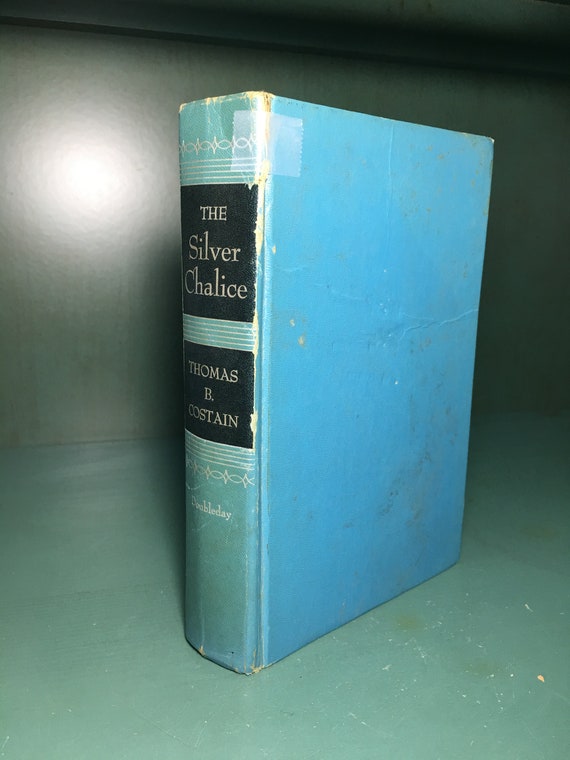 THE
Silver
Chalice
THOMAS
B.
COSTAIN
Doubleday